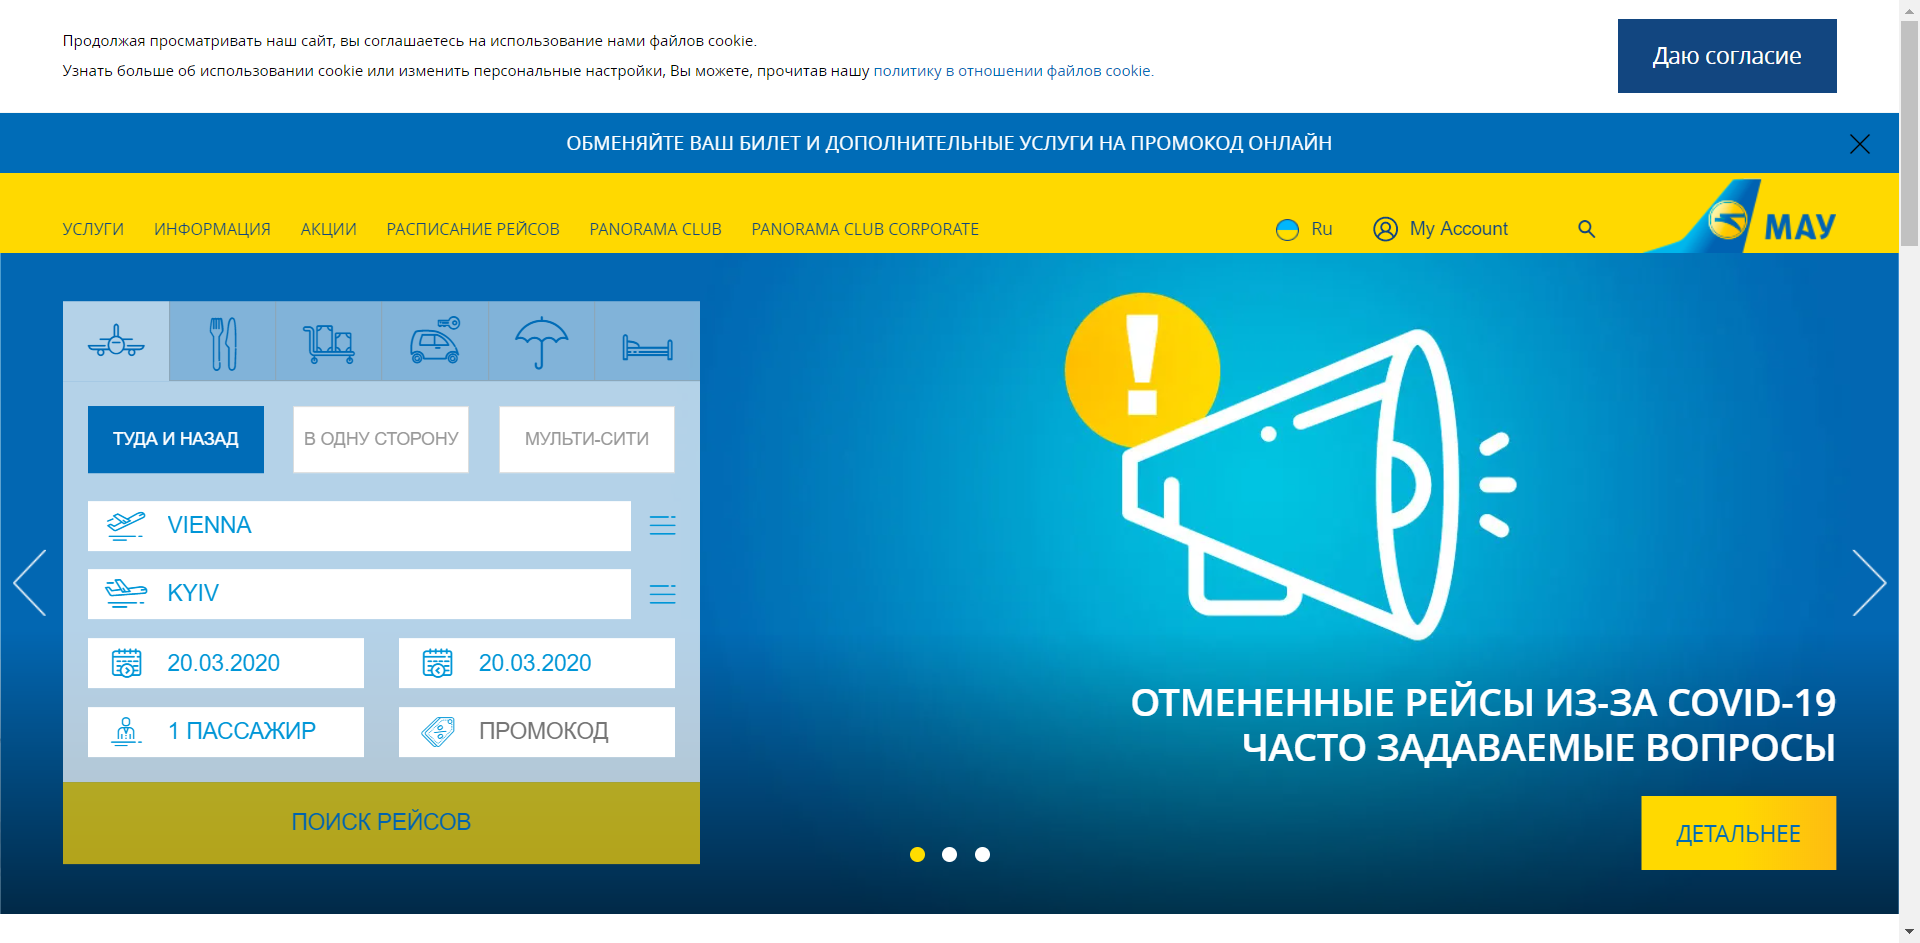 Продолжая просматривать наш сайт, вы соглашаетесь на использование нами файлов cookie.
Узнать больше об использовании cookie или изменить персональные настройки, Вы можете, прочитав нашу политику в отношении файлов cookie.
Даю согласие
ОБМЕНЯЙТЕ ВАШ БИЛЕТ И ДОПОЛНИТЕЛЬНЫЕ УСЛУГИ НА ПРОМОКОД ОНЛАЙН
УСЛУГИ ИНФОРМАЦИЯ АКЦИИ РАСПИСАНИЕ РЕЙСОВ PANORAMA CLUB PANORAMA CLUB CORPORATE Ru My Account МАУ
ТУДА И НАЗАД В ОДНУ СТОРОНУ МУЛЬТИ-СИТИ
VIENNA
KYIV
20.03.2020 20.03.2020
1 ПАССАЖИР ПРОМОКОД
ПОИСК РЕЙСОВ
ОТМЕНЕННЫЕ РЕЙСЫ ИЗ-ЗА COVID-19
ЧАСТО ЗАДАВАЕМЫЕ ВОПРОСЫ
ДЕТАЛЬНЕЕ